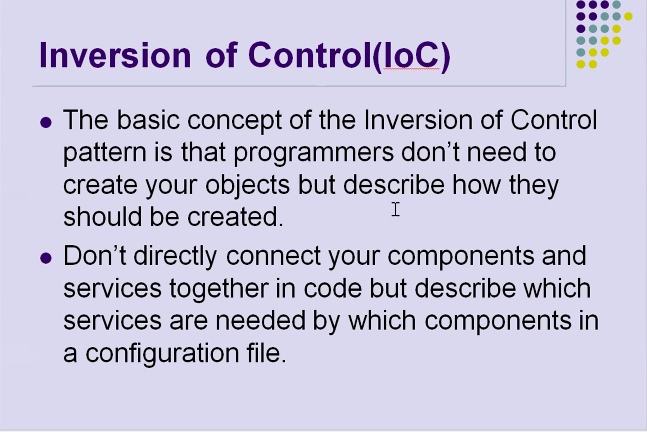 Inversion of Control(IoC)
The basic concept of the Inversion of Control
pattern is that programmers don't need to
create your objects but describe how they
should be created.
Don't directly connect your components and
services together in code but describe which
services are needed by which components in
a configuration file.